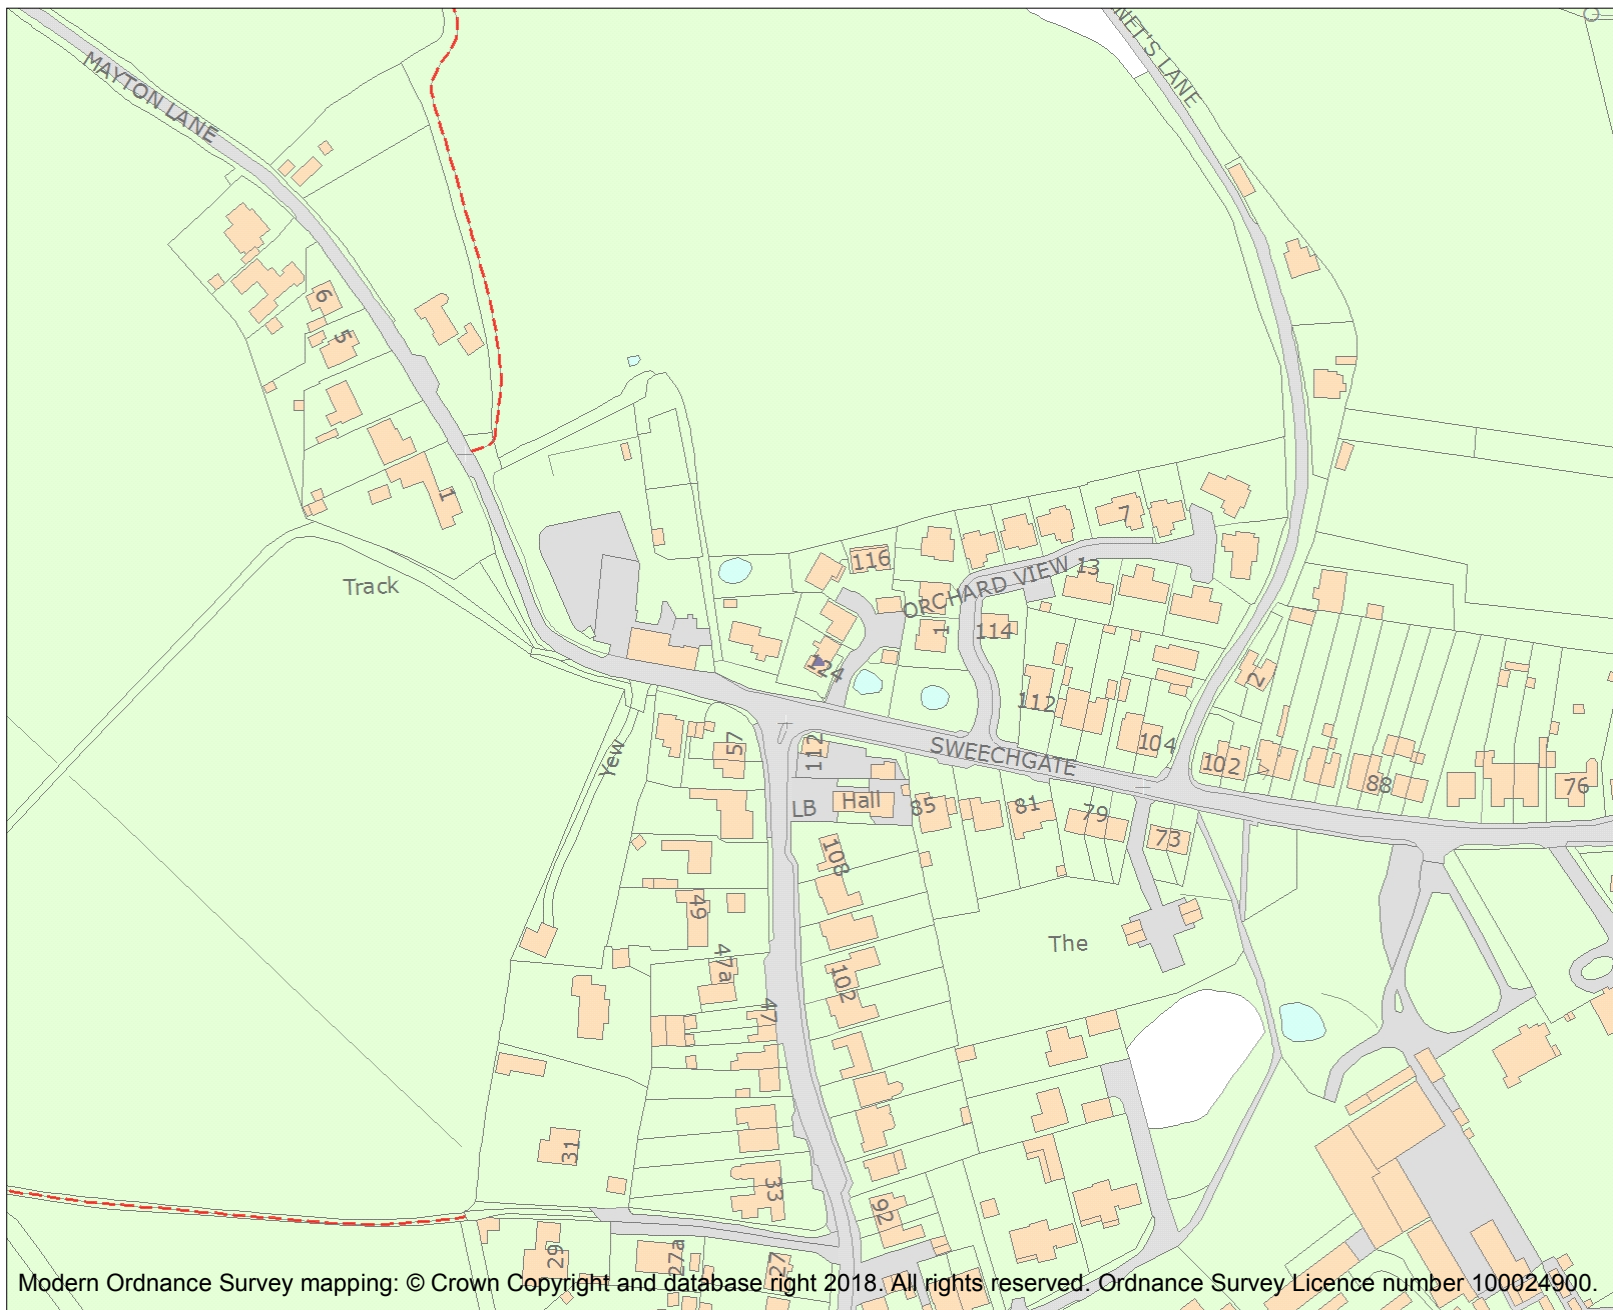 MAYTON LANE
NET'S LANE
6
5
1
Track
116
7
ORCHARD VIEW
13
1
114
124
112
2
104
SWEECHGATE
102
88
76
57
112
Yew
LB
Hall
85
81
79
73
108
49
47a
The
102
47
31
33
92
29
27a
27
Modern Ordnance Survey mapping: © Crown Copyright and database right 2018. All rights reserved. Ordnance Survey Licence number 100024900.